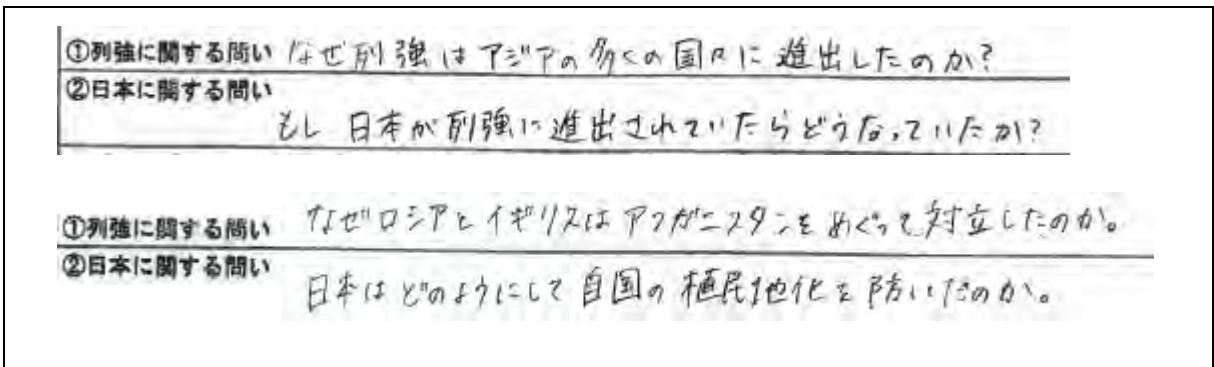 ①列強に関する問い なぜ列強はアジアの多くの国々に進出したのか?
②日本に関する問い
もし日本が列強に進出されていたらどうなっていたか?
①列強に関する問い なぜロシアとイギリスはアフガニスタンをめぐって対立したのか。
②日本に関する問い
日本はどのようにして自国の植民地化を防いだのか。